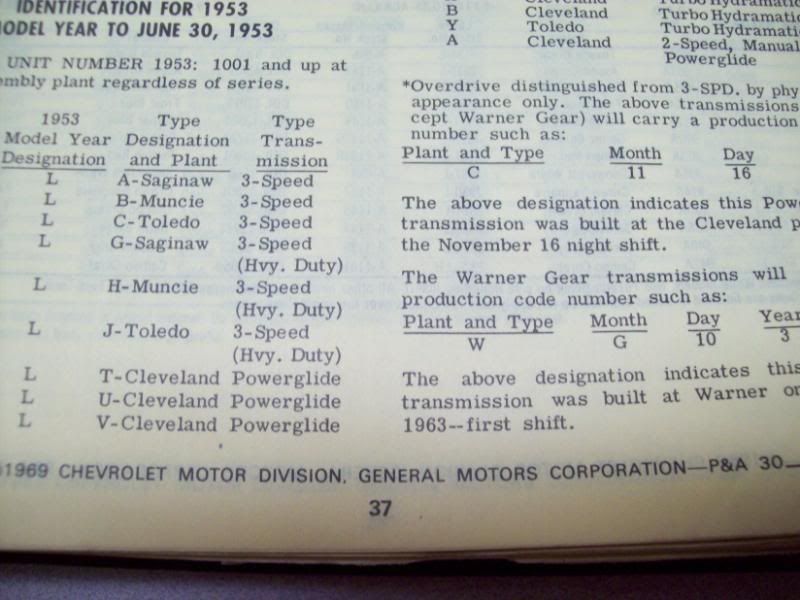 IDENTIFICATION FOR 1953
MODEL YEAR TO JUNE 30, 1953
UNIT NUMBER 1953: 1001 and up at
plant regardless of series.
1953 Type Type
Model Year Designation Trans-
Designation and Plant mission
L A-Saginaw 3-Speed
L B-Muncie 3-Speed
L C-Toledo 3-Speed
L G-Saginaw 3-Speed
(Hvy. Duty)
L H-Muncie 3-Speed
(Hvy. Duty)
L J-Toledo 3-Speed
(Hvy. Duty)
L T-Cleveland Powerglide
L U-Cleveland Powerglide
L V-Cleveland Powerglide
B Cleveland Turbo Hydramatic
Y Toledo Turbo Hydramatic
A Cleveland 2-Speed, Manual
Powerglide
*Overdrive distinguished from 3-SPD. by phy
appearance only. The above transmissions
cept Warner Gear) will carry a production
number such as:
Plant and Type Month Day
C 11 16
The above designation indicates this Pow
transmission was built at the Cleveland p
the November 16 night shift.
The Warner Gear transmissions will
production code number such as:
Plant and Type Month Day Year
W G 10 3
The above designation indicates this
transmission was built at Warner on
1963--first shift.
1969 CHEVROLET MOTOR DIVISION, GENERAL MOTORS CORPORATION—P&A 30—
37